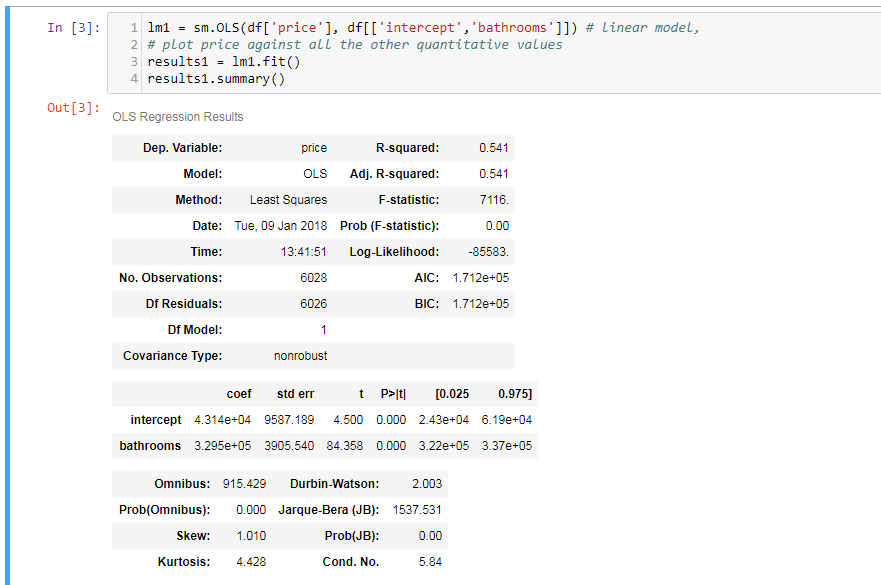 In [3]:
1 lm1 = sm.OLS(df['price'], df[['intercept','bathrooms']]) # linear model,
2 # plot price against all the other quantitative values
3 results1 = lm1.fit()
4 results1.summary()
Out[3]:
OLS Regression Results
Dep. Variable: price R-squared: 0.541
Model: OLS Adj. R-squared: 0.541
Method: Least Squares F-statistic: 7116.
Date: Tue, 09 Jan 2018 Prob (F-statistic): 0.00
Time: 13:41:51 Log-Likelihood: -85583.
No. Observations: 6028 AIC: 1.712e+05
Df Residuals: 6026 BIC: 1.712e+05
Df Model: 1
Covariance Type: nonrobust
coef std err t P>|t| [0.025 0.975]
intercept 4.314e+04 9587.189 4.500 0.000 2.43e+04 6.19e+04
bathrooms 3.295e+05 3905.540 84.358 0.000 3.22e+05 3.37e+05
Omnibus: 915.429 Durbin-Watson: 2.003
Prob(Omnibus): 0.000 Jarque-Bera (JB): 1537.531
Skew: 1.010 Prob(JB): 0.00
Kurtosis: 4.428 Cond. No. 5.84